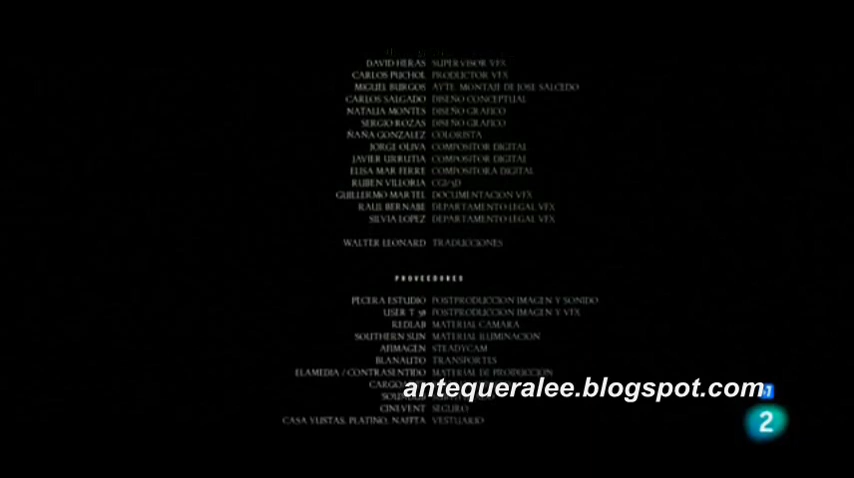 DAVID HERAS SUPERVISOR VFX
CARLOS PUCHOL PRODUCTOR VFX
MIGUEL BURGOS AYTE. MONTAJE DE JOSE SALCEDO
CARLOS SALGADO DISEÑO CONCEPTUAL
NATALIA MONTES DISEÑO GRAFICO
SERGIO ROZAS DISEÑO GRAFICO
ÑAÑA GONZALEZ COLORISTA
JORGE OLIVA COMPOSITOR DIGITAL
JAVIER URRUTIA COMPOSITOR DIGITAL
ELISA MAR FERRE COMPOSITORA DIGITAL
RUBEN VILLORIA CGI/3D
GUILLERMO MARTEL DOCUMENTACION VFX
RAUL BERNABE DEPARTAMENTO LEGAL VFX
SILVIA LOPEZ DEPARTAMENTO LEGAL VFX
WALTER LEONARD TRADUCCIONES
PROVEEDORES
PECERA ESTUDIO POSTPRODUCCION IMAGEN Y SONIDO
USER T 38 POSTPRODUCCION IMAGEN Y VFX
REDLAB MATERIAL CAMARA
SOUTHERN SUN MATERIAL ILUMINACION
AFIMAGEN STEADYCAM
BLANAUTO TRANSPORTES
ELAMEDIA / CONTRASENTIDO MATERIAL DE PRODUCCION
antequeralee.blogspot.com
CINEVENT SEGURO
2
CASA YUSTAS, PLATINO, NAFFTA VESTUARIO